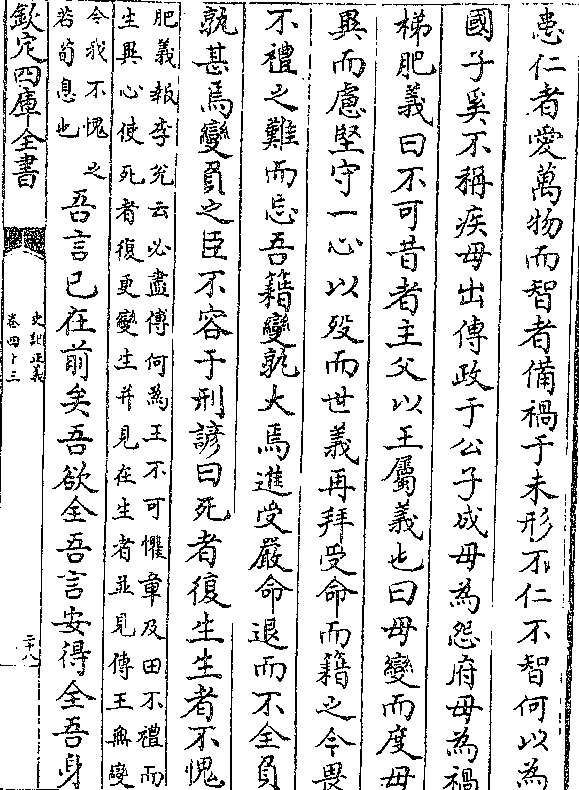 患仁者愛萬物而智者備禍于未形不仁不智何以為
國子奚不稱疾毋出傳政于公子成毋為怨府毋為禍
梯肥義曰不可昔者主父以王屬義也曰毋變而度毋
異而慮堅守一心以殁而世義再拜受命而籍之今畏
不禮之難而忘吾籍變孰大焉進受嚴命退而不全負
孰甚焉變負之臣不容于刑諺曰死者復生生者不愧
肥義報李兊云必盡傅何為王不可懼章及田不禮而
生異心使死者復更變生并見在生者並見傅王無變
令我不愧之
若荀息也
吾言已在前矣吾欲全吾言安得全吾身
欽定四庫全書
史記正義
卷四十三
二十八